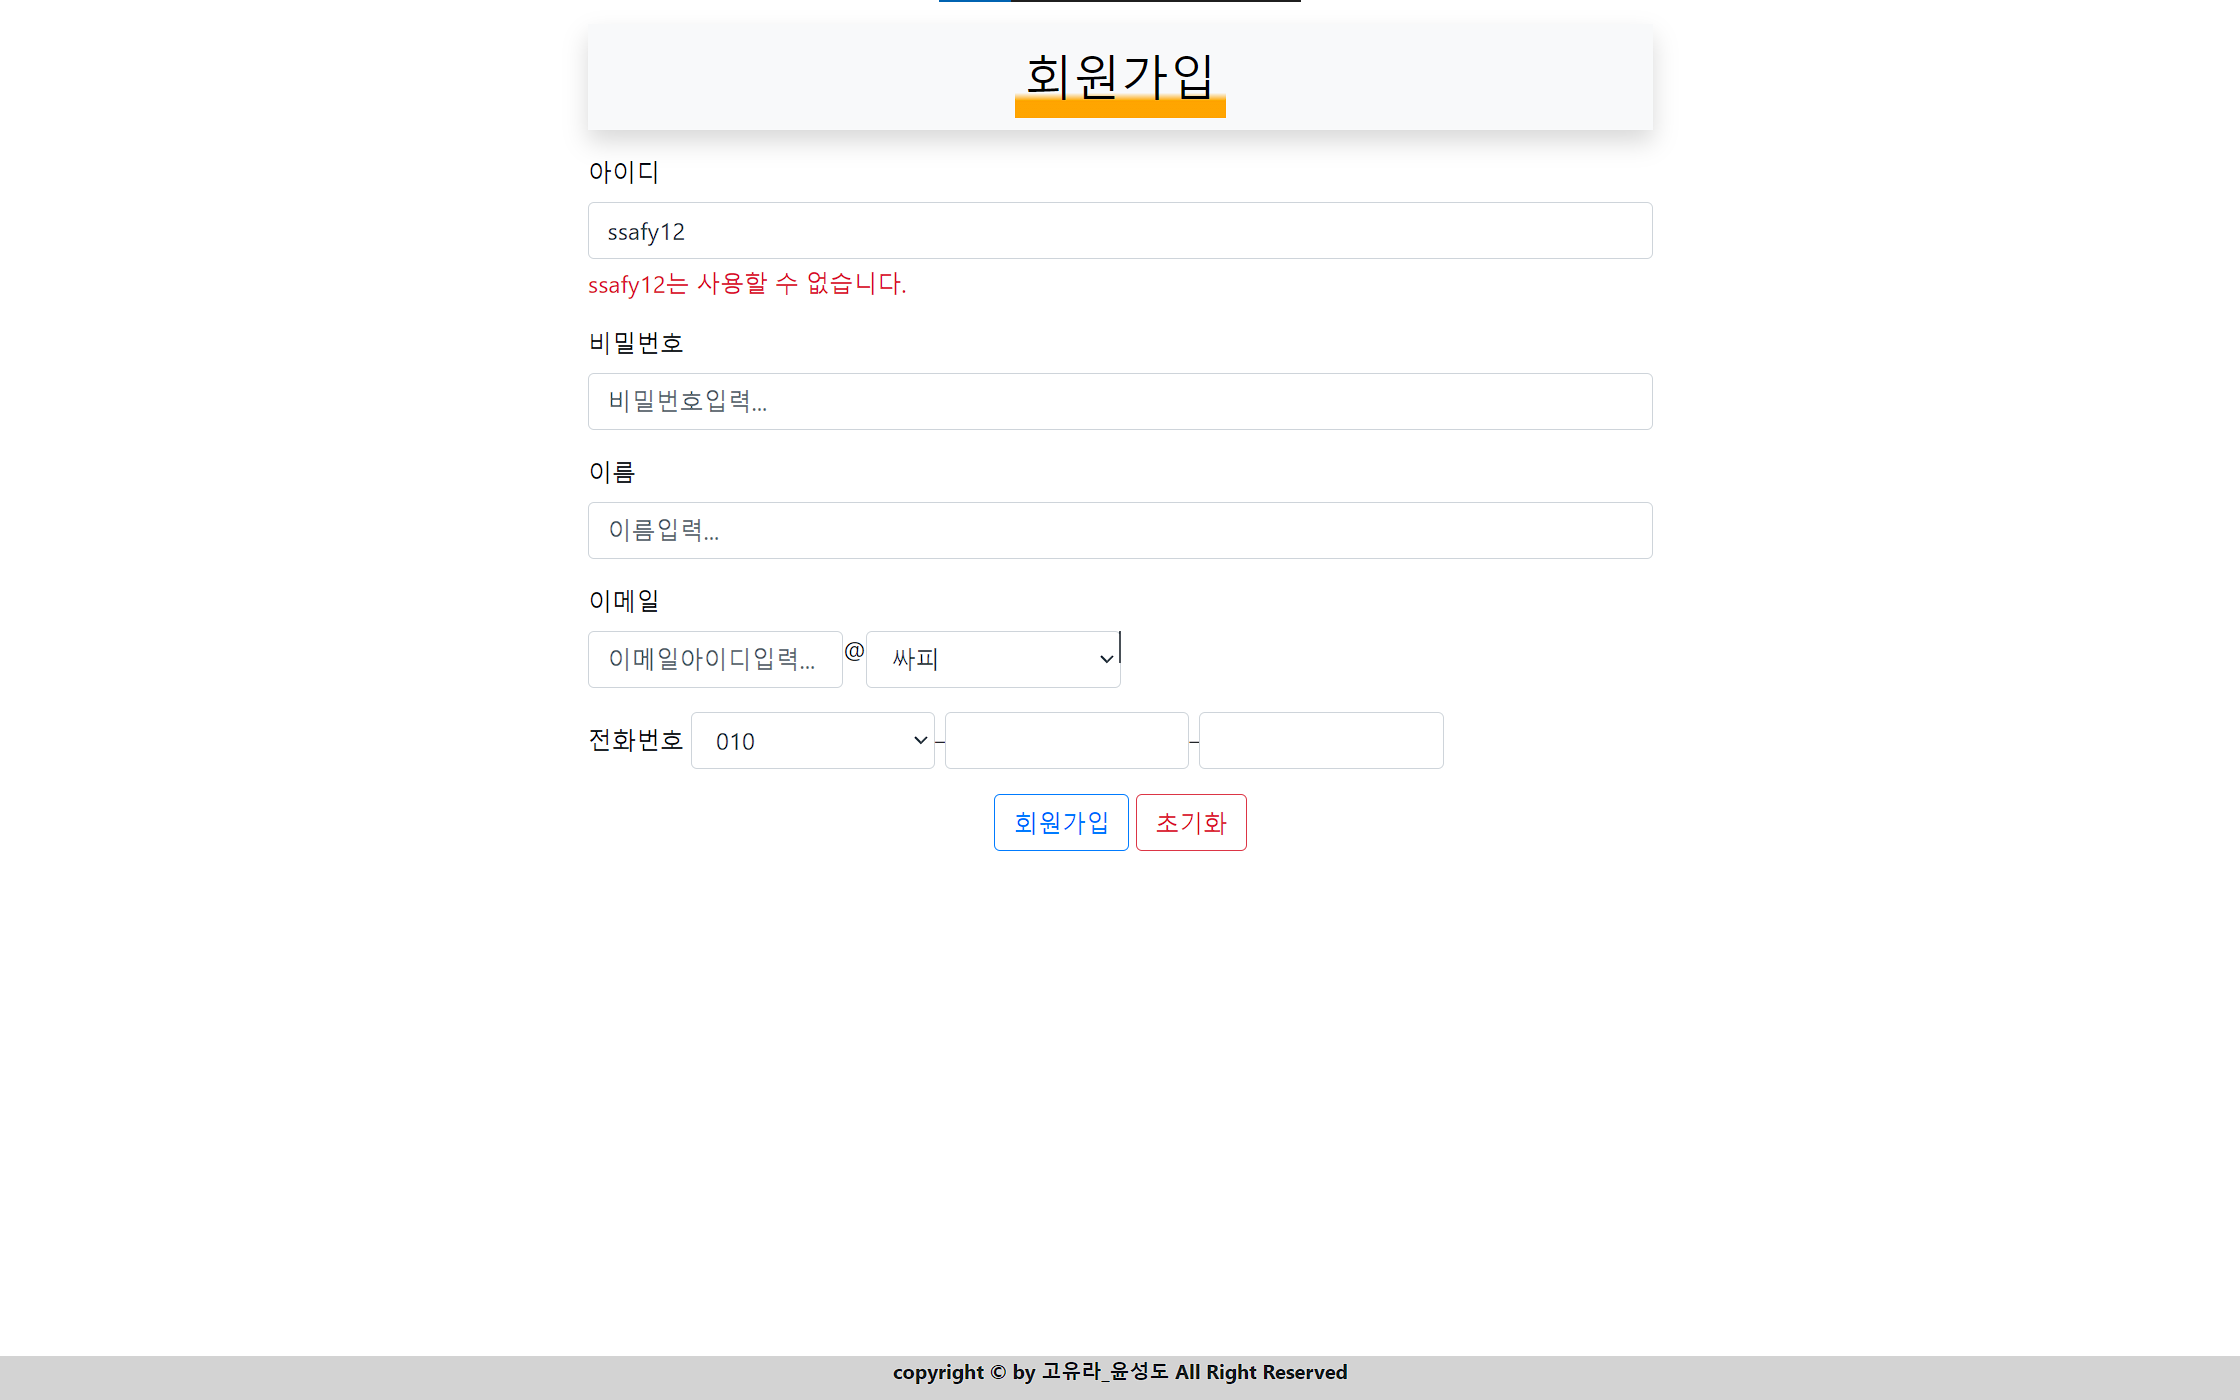 회원가입
아이디
ssafy12
ssafy12는 사용할 수 없습니다.
비밀번호
비밀번호입력...
이름
이름입력...
이메일
이메일아이디입력... @ 싸피
전화번호 010 - -
회원가입 초기화
copyright © by 고유라_윤성도 All Right Reserved